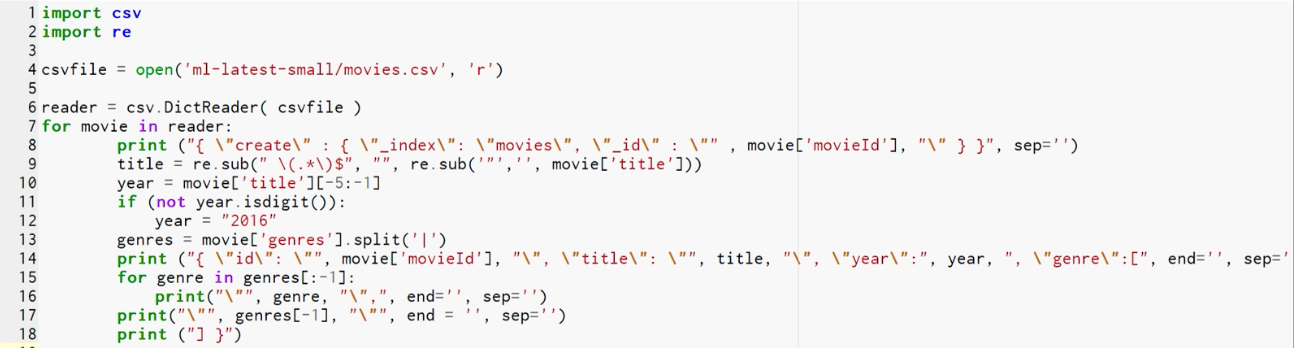 1 import csv
2 import re
3
4 csvfile = open('ml-latest-small/movies.csv', 'r')
5
6 reader = csv.DictReader( csvfile )
7 for movie in reader:
8         print ("{ \"create\" : { \"_index\": \"movies\", \"_id\" : \"" , movie['movieId'], "\" } }", sep='')
9         title = re.sub(" \(.*\)$", "", re.sub('"','', movie['title']))
10         year = movie['title'][-5:-1]
11         if (not year.isdigit()):
12             year = "2016"
13         genres = movie['genres'].split('|')
14         print ("{ \"id\": \"", movie['movieId'], "\", \"title\": \"", title, "\", \"year\":", year, ", \"genre\":[", end='', sep='
15         for genre in genres[:-1]:
16             print("\"", genre, "\",", end='', sep='')
17         print("\"", genres[-1], "\"", end = '', sep='')
18         print ("] }")